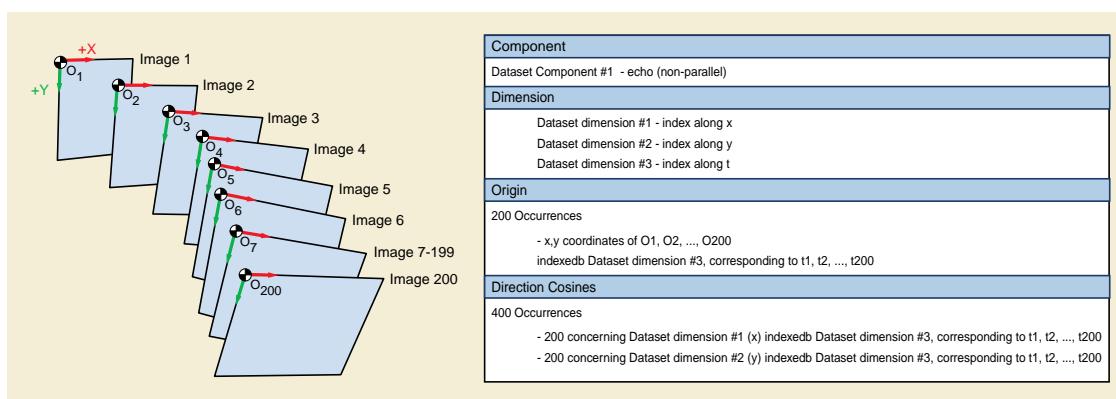 +X
Image 1
O1
+Y
Image 2
O2
Image 3
O3
Image 4
O4
Image 5
O5
Image 6
O6
Image 7-199
O7
Image 200
O200
Component
Dataset Component #1 - echo (non-parallel)
Dimension
Dataset dimension #1 - index along x
Dataset dimension #2 - index along y
Dataset dimension #3 - index along t
Origin
200 Occurrences
- x,y coordinates of O1, O2, ..., O200
indexedb Dataset dimension #3, corresponding to t1, t2, ..., t200
Direction Cosines
400 Occurrences
- 200 concerning Dataset dimension #1 (x) indexedb Dataset dimension #3, corresponding to t1, t2, ..., t200
- 200 concerning Dataset dimension #2 (y) indexedb Dataset dimension #3, corresponding to t1, t2, ..., t200